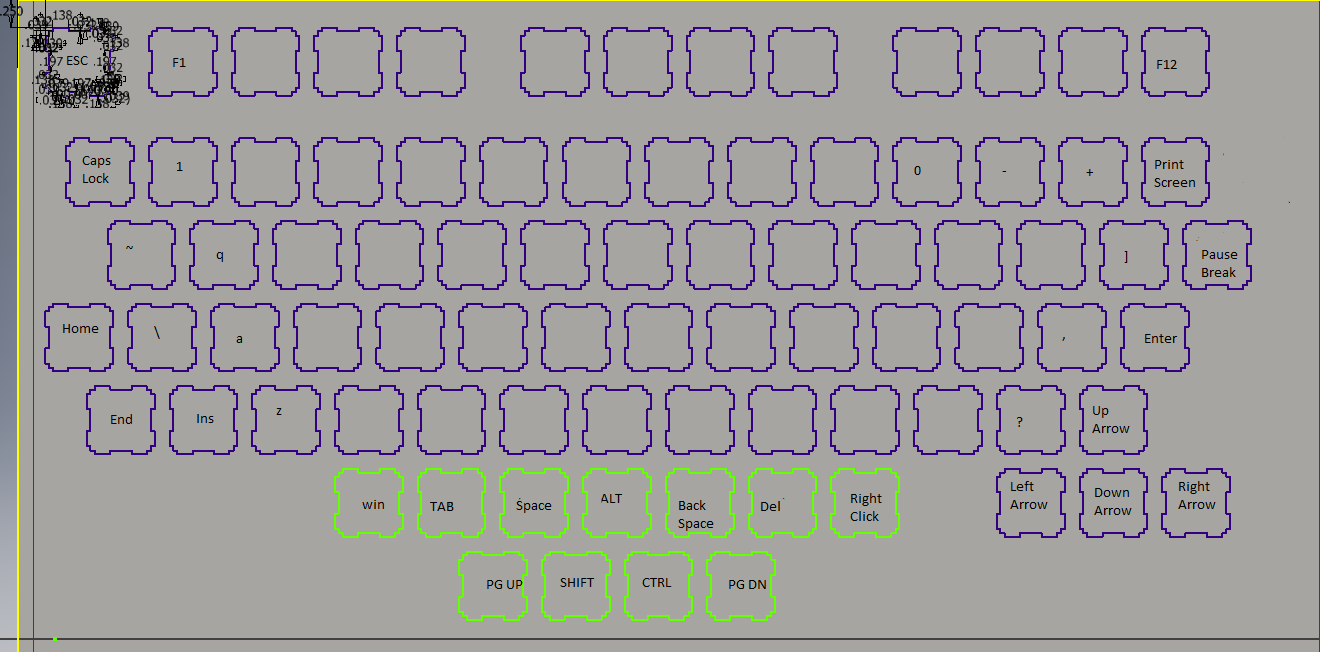 .250
.138
.197 ESC .197
F1
F12
Caps
Lock
1
0
-
+
Print
Screen
~
q
]
Pause
Break
Home
\
a
,
Enter
End
Ins
z
?
Up
Arrow
win
TAB
Space
ALT
Back
Space
Del
Right
Click
Left
Arrow
Down
Arrow
Right
Arrow
PG UP
SHIFT
CTRL
PG DN